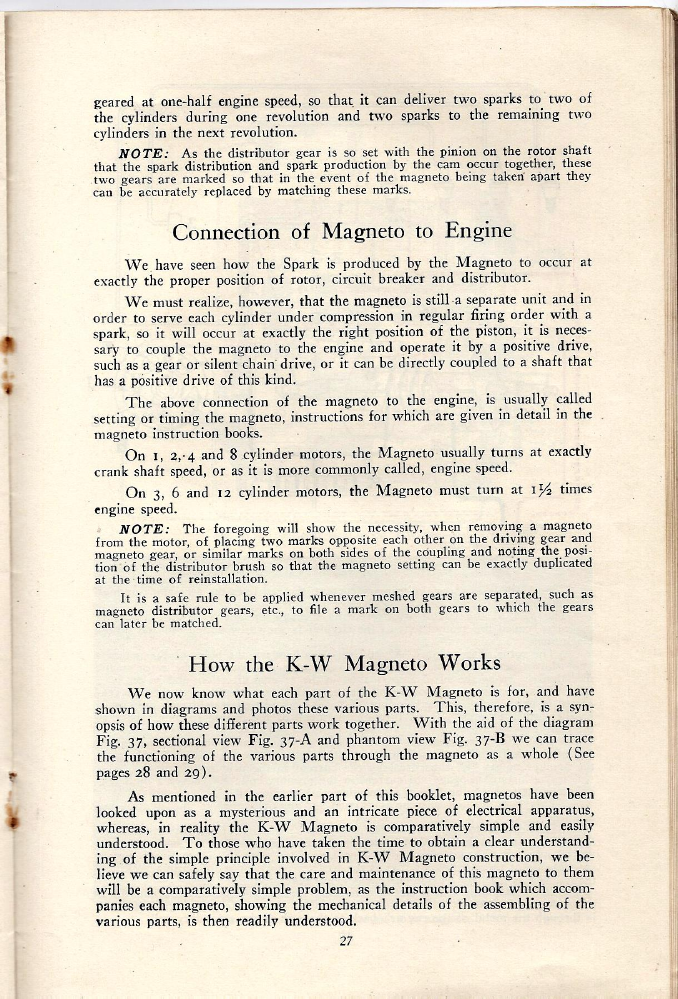 geared at one-half engine speed, so that it can deliver two sparks to two of
the cylinders during one revolution and two sparks to the remaining two
cylinders in the next revolution.
NOTE: As the distributor gear is so set with the pinion on the rotor shaft
that the spark distribution and spark production by the cam occur together, these
two gears are marked so that in the event of the magneto being taken apart they
can be accurately replaced by matching these marks.
Connection of Magneto to Engine
We have seen how the Spark is produced by the Magneto to occur at
exactly the proper position of rotor, circuit breaker and distributor.
We must realize, however, that the magneto is still a separate unit and in
order to serve each cylinder under compression in regular firing order with a
spark, so it will occur at exactly the right position of the piston, it is neces-
sary to couple the magneto to the engine and operate it by a positive drive,
such as a gear or silent chain drive, or it can be directly coupled to a shaft that
has a positive drive of this kind.
The above connection of the magneto to the engine, is usually called
setting or timing the magneto, instructions for which are given in detail in the
magneto instruction books.
On 1, 2, 4 and 8 cylinder motors, the Magneto usually turns at exactly
crank shaft speed, or as it is more commonly called, engine speed.
On 3, 6 and 12 cylinder motors, the Magneto must turn at 1½ times
engine speed.
NOTE: The foregoing will show the necessity, when removing a magneto
from the motor, of placing two marks opposite each other on the driving gear and
magneto gear, or similar marks on both sides of the coupling and noting the posi-
tion of the distributor brush so that the magneto setting can be exactly duplicated
at the time of reinstallation.
It is a safe rule to be applied whenever meshed gears are separated, such as
magneto distributor gears, etc., to file a mark on both gears to which the gears
can later be matched.
How the K-W Magneto Works
We now know what each part of the K-W Magneto is for, and have
shown in diagrams and photos these various parts. This, therefore, is a syn-
opsis of how these different parts work together. With the aid of the diagram
Fig. 37, sectional view Fig. 37-A and phantom view Fig. 37-B we can trace
the functioning of the various parts through the magneto as a whole (See
pages 28 and 29).
As mentioned in the earlier part of this booklet, magnetos have been
looked upon as a mysterious and an intricate piece of electrical apparatus,
whereas, in reality the K-W Magneto is comparatively simple and easily
understood. To those who have taken the time to obtain a clear understand-
ing of the simple principle involved in K-W Magneto construction, we be-
lieve we can safely say that the care and maintenance of this magneto to them
will be a comparatively simple problem, as the instruction book which accom-
panies each magneto, showing the mechanical details of the assembling of the
various parts, is then readily understood.
27